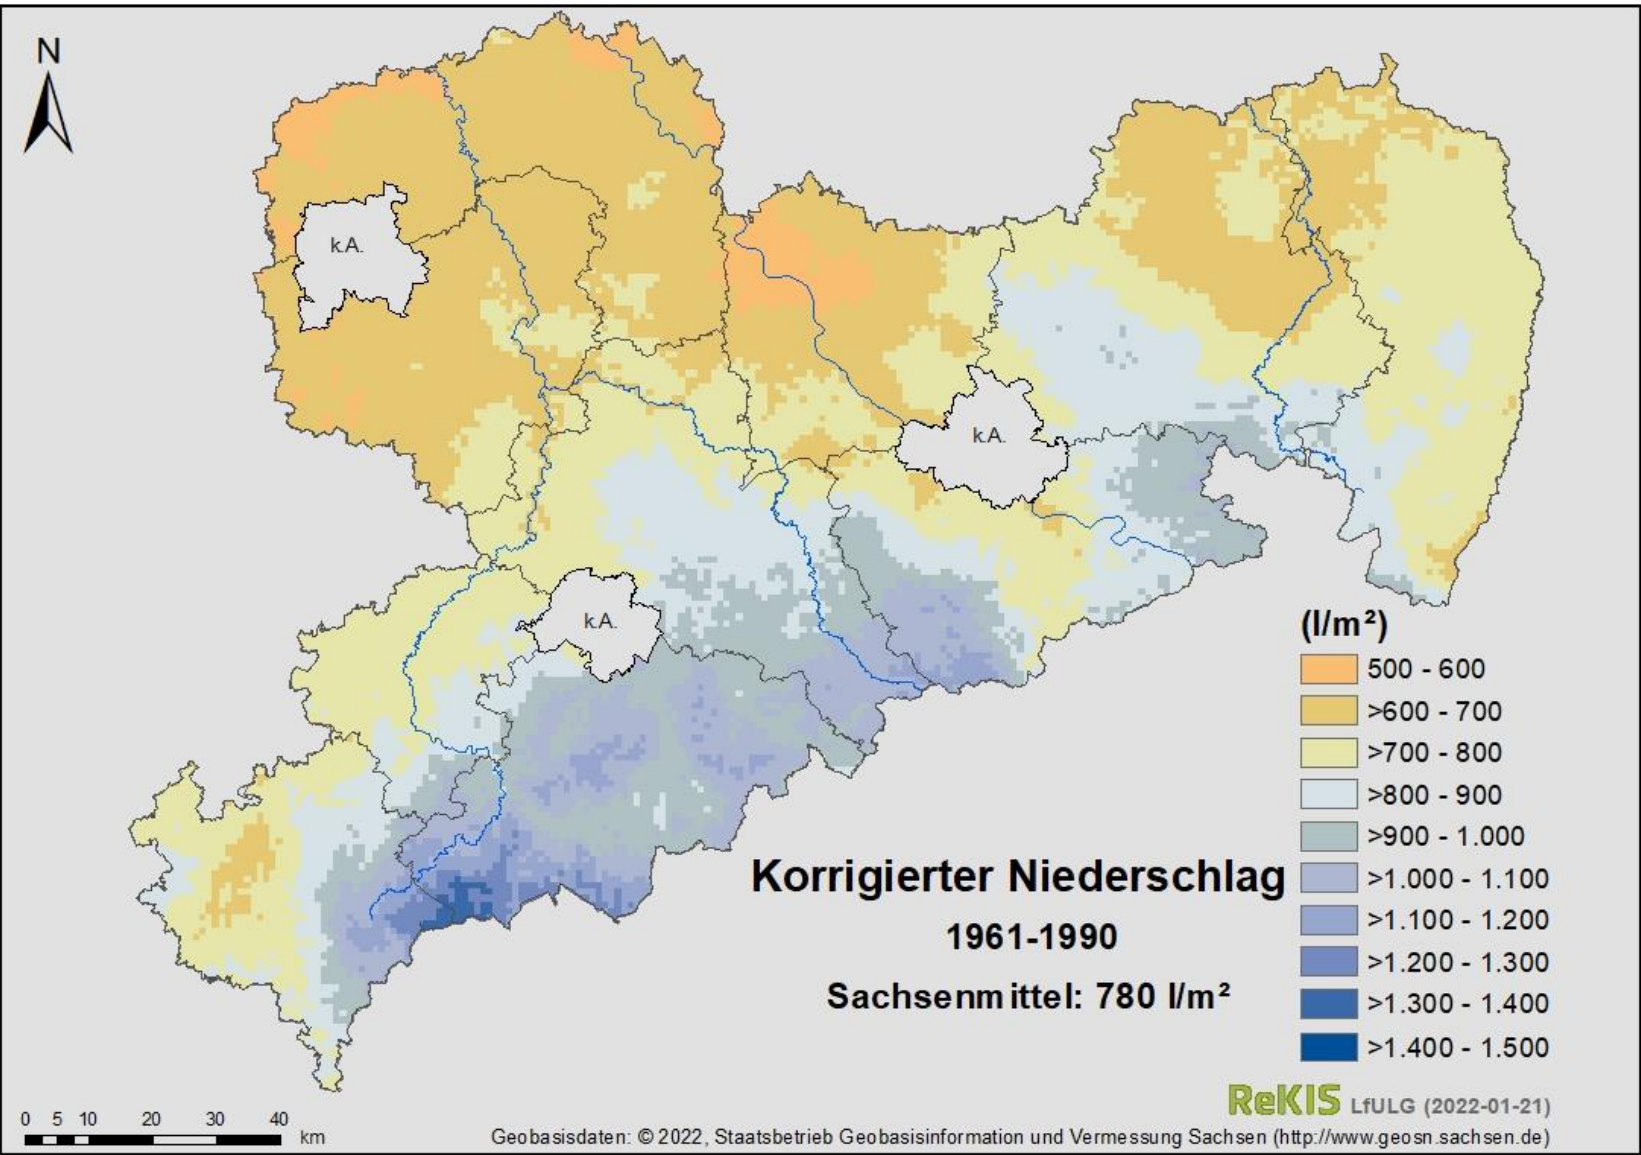 N
k.A.
k.A.
k.A.
(l/m²)
500 - 600
>600 - 700
>700 - 800
>800 - 900
>900 - 1.000
>1.000 - 1.100
>1.100 - 1.200
>1.200 - 1.300
>1.300 - 1.400
>1.400 - 1.500
Korrigierter Niederschlag
1961-1990
Sachsenmittel: 780 l/m²
ReKIS LfULG (2022-01-21)
0 5 10 20 30 40
km
Geobasisdaten: © 2022, Staatsbetrieb Geobasisinformation und Vermessung Sachsen (http://www.geosn.sachsen.de)